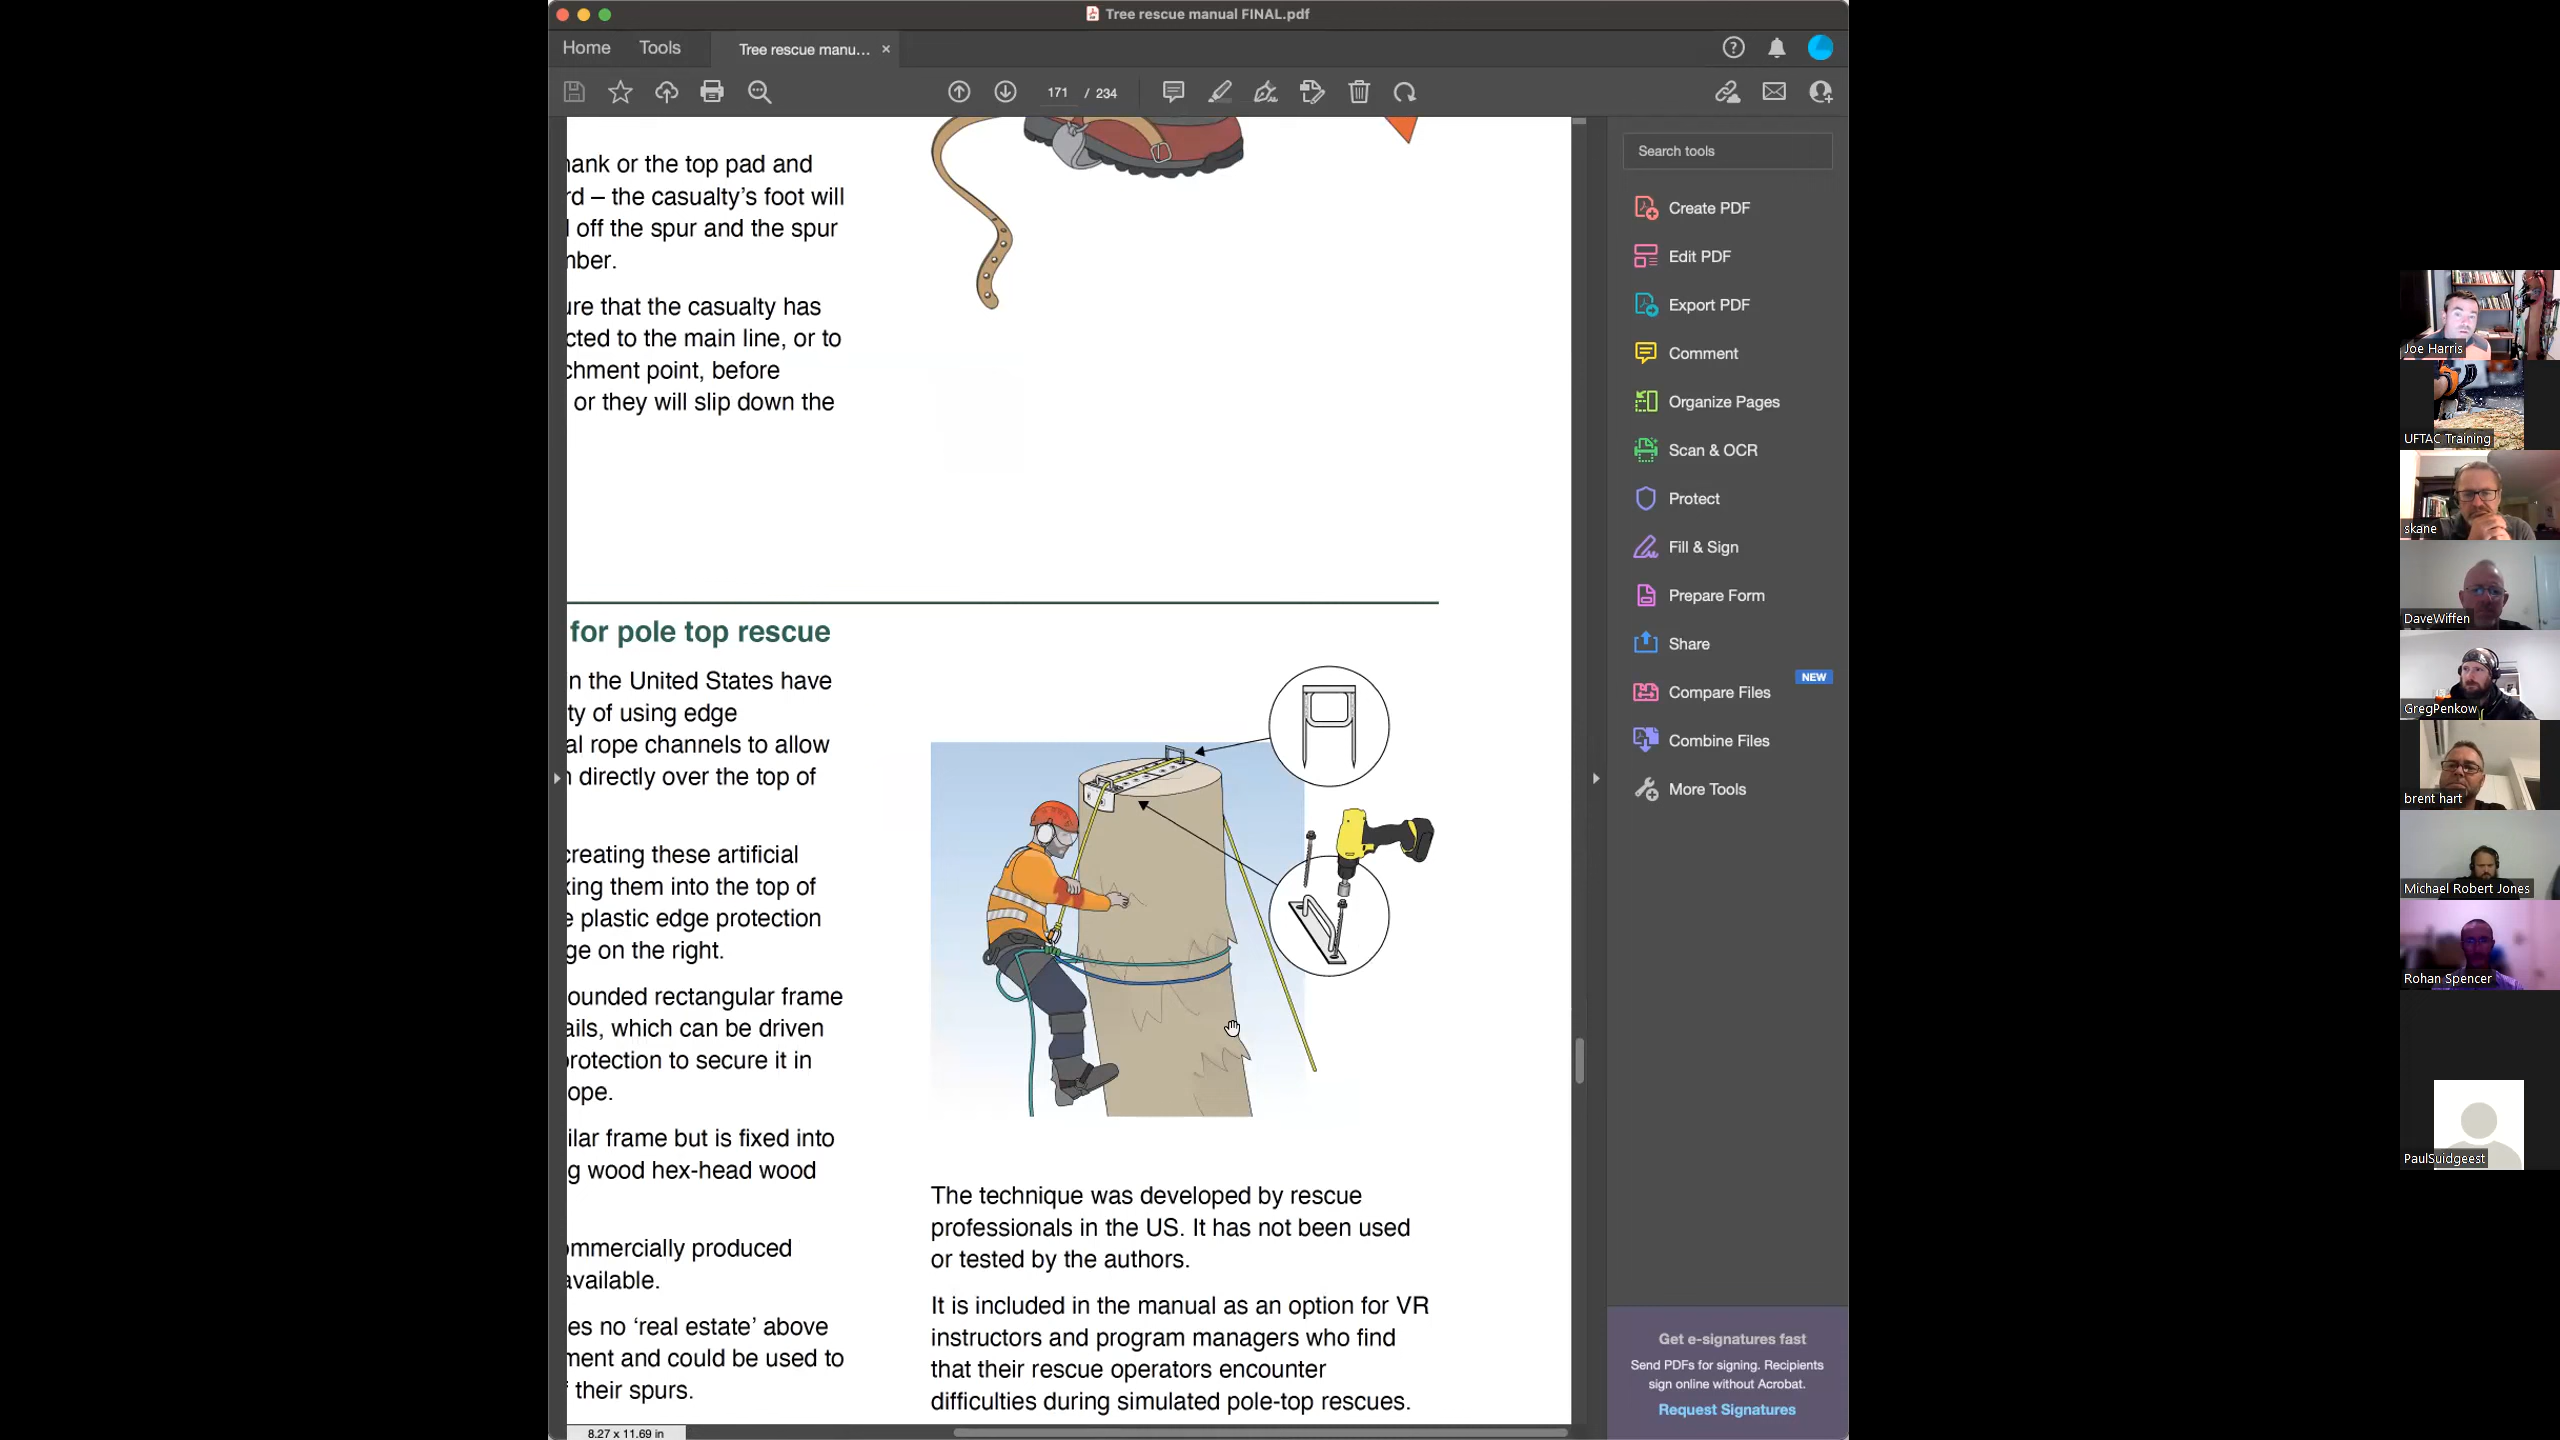 Tree rescue manual FINAL.pdf
Home
Tools
Tree rescue manu...
171 / 234
hank or the top pad and
rd – the casualty's foot will
off the spur and the spur
mber.
ure that the casualty has
cted to the main line, or to
chment point, before
or they will slip down the
for pole top rescue
n the United States have
ty of using edge
al rope channels to allow
n directly over the top of
creating these artificial
king them into the top of
e plastic edge protection
ge on the right.
ounded rectangular frame
ails, which can be driven
protection to secure it in
ope.
ilar frame but is fixed into
g wood hex-head wood
ommercially produced
available.
es no ‘real estate’ above
ment and could be used to
their spurs.
The technique was developed by rescue
professionals in the US. It has not been used
or tested by the authors.
It is included in the manual as an option for VR
instructors and program managers who find
that their rescue operators encounter
difficulties during simulated pole-top rescues.
8.27 x 11.69 in
Search tools
Create PDF
Edit PDF
Export PDF
Comment
Organize Pages
Scan & OCR
Protect
Fill & Sign
Prepare Form
Share
NEW
Compare Files
Combine Files
More Tools
Get e-signatures fast
Send PDFs for signing. Recipients
sign online without Acrobat.
Request Signatures
Joe Harris
UFTAC Training
skane
DaveWiffen
GregPenkow
brent hart
Michael Robert Jones
Rohan Spencer
PaulSuidgeest